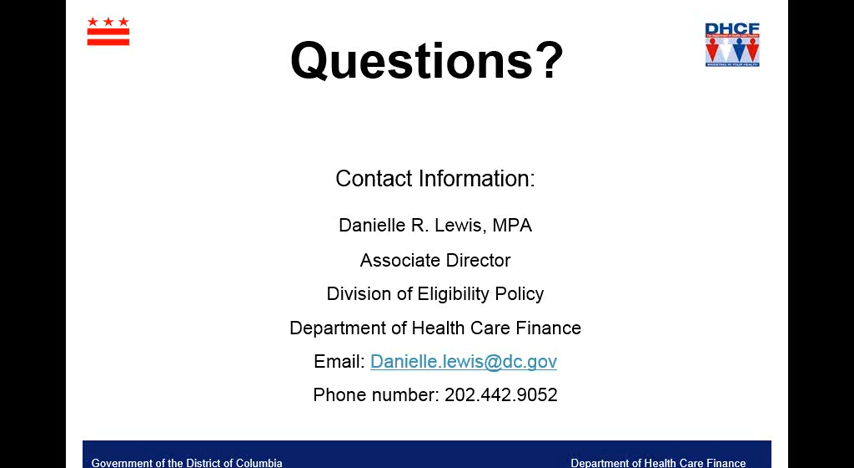 DHCF
Questions?
Contact Information:
Danielle R. Lewis, MPA
Associate Director
Division of Eligibility Policy
Department of Health Care Finance
Email: Danielle.lewis@dc.gov
Phone number: 202.442.9052
Government of the District of Columbia
Department of Health Care Finance